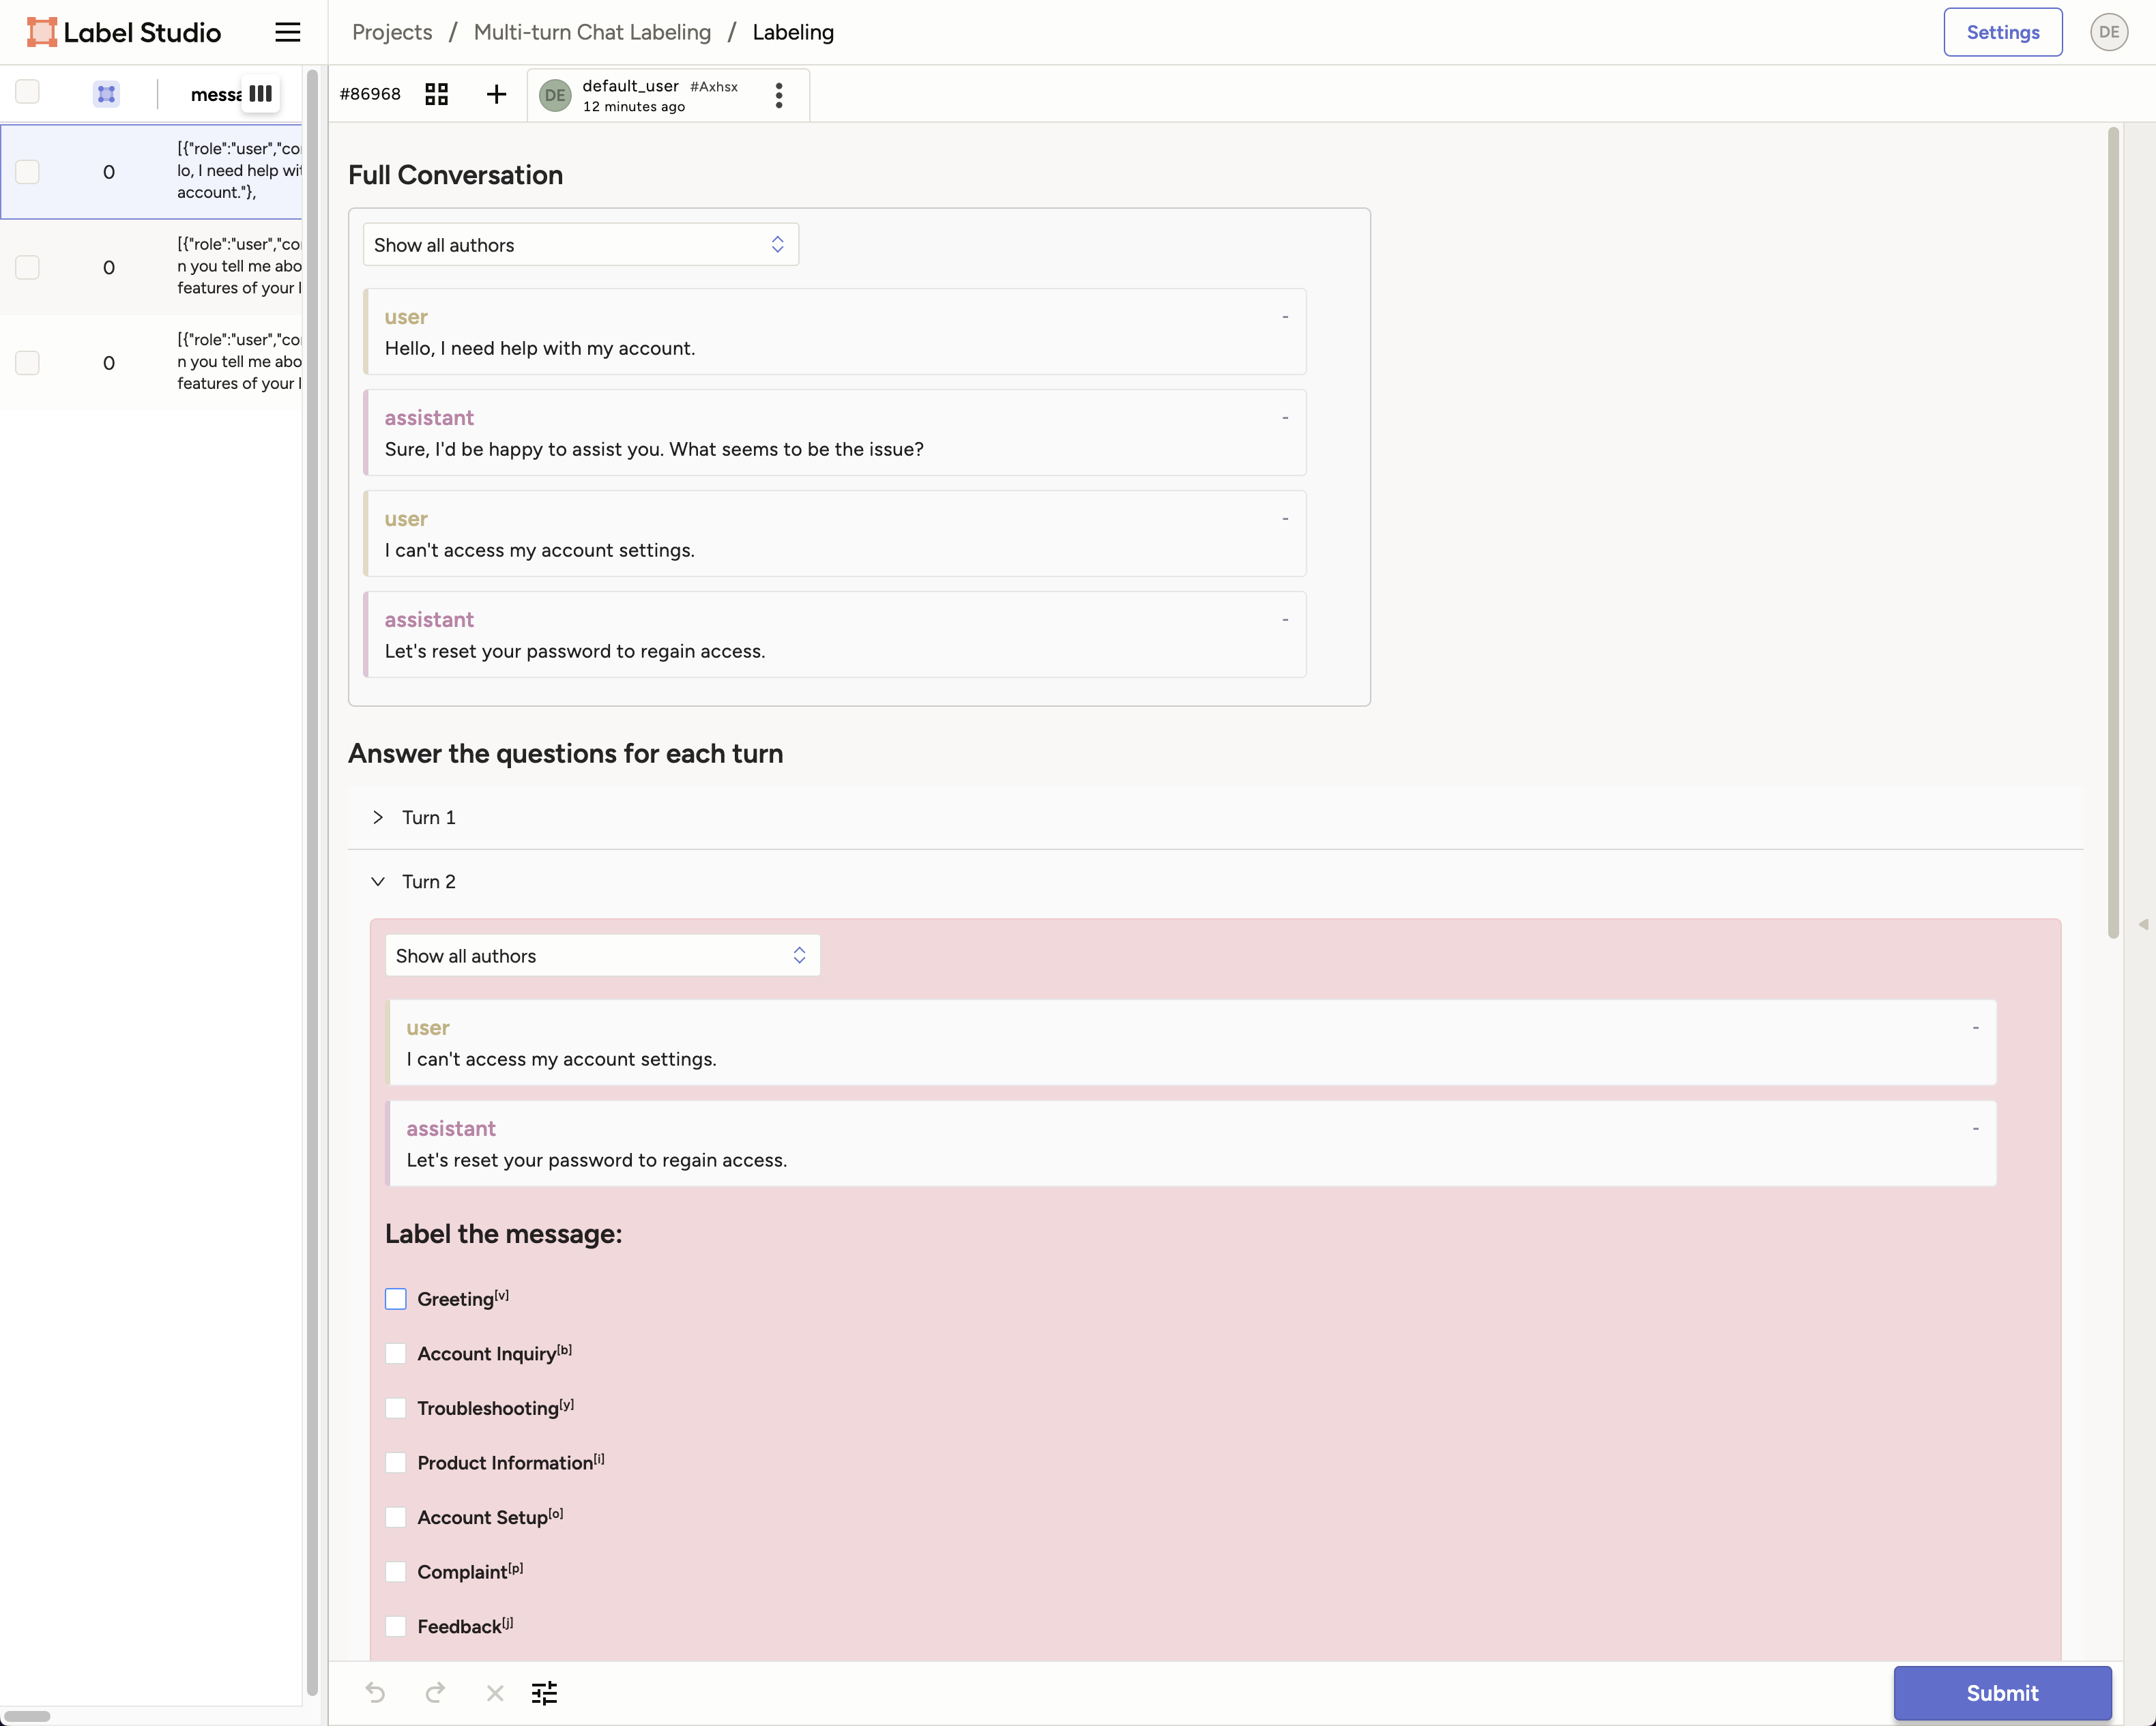 Label Studio
Projects / Multi-turn Chat Labeling / Labeling
Settings
DE
messa
#86968
DE
default_user #Axhsx
12 minutes ago
0
[{"role":"user","co
lo, I need help wit
account."},
0
[{"role":"user","co
n you tell me abo
features of your
0
[{"role":"user","co
n you tell me abo
features of your
Full Conversation
Show all authors
user
-
Hello, I need help with my account.
assistant
-
Sure, I'd be happy to assist you. What seems to be the issue?
user
-
I can't access my account settings.
assistant
-
Let's reset your password to regain access.
Answer the questions for each turn
Turn 1
Turn 2
Show all authors
user
-
I can't access my account settings.
assistant
-
Let's reset your password to regain access.
Label the message:
Greeting[v]
Account Inquiry[b]
Troubleshooting[y]
Product Information[i]
Account Setup[o]
Complaint[p]
Feedback[j]
Submit